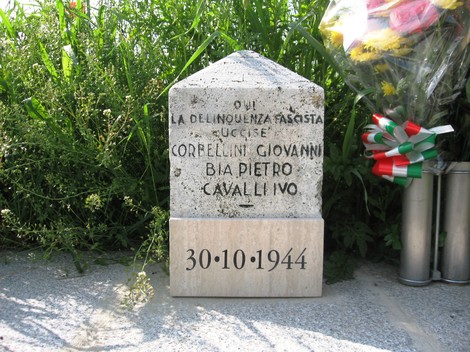 QUI
LA DELINQUENZA FASCISTA
UCCISE
CORBELLINI GIOVANNI
BIA PIETRO
CAVALLI IVO
30·10·1944